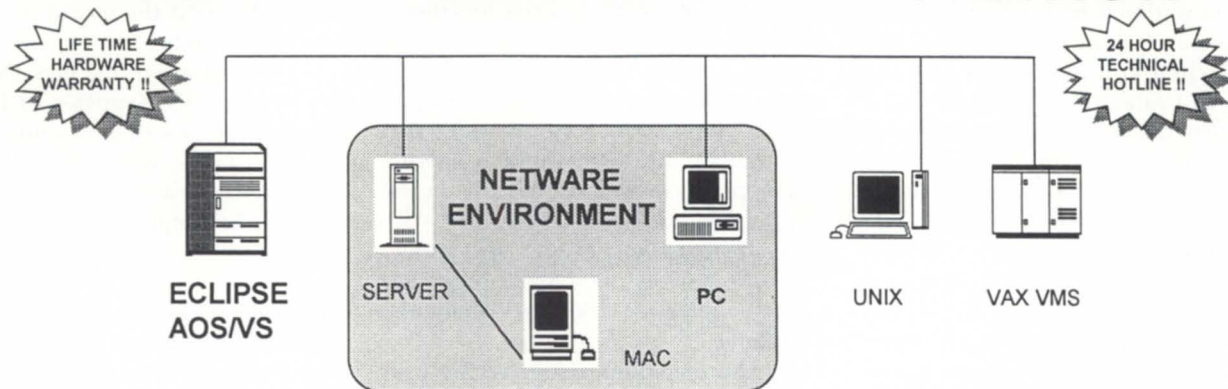 LIFE TIME
HARDWARE
WARRANTY !!
24 HOUR
TECHNICAL
HOTLINE !!
NETWARE
ENVIRONMENT
ECLIPSE
AOS/VS
SERVER
MAC
PC
UNIX
VAX VMS